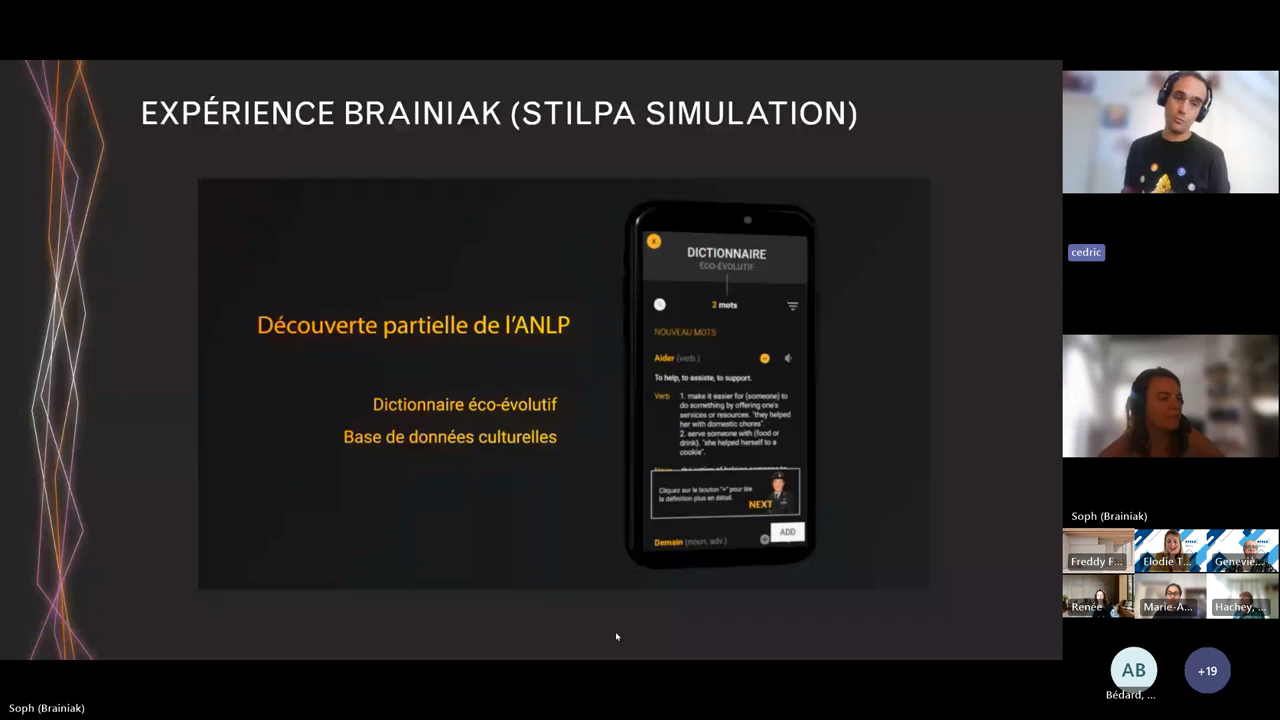 EXPÉRIENCE BRAINIAK (STILPA SIMULATION)
Découverte partielle de l'ANLP
Dictionnaire éco-évolutif
Base de données culturelles
DICTIONNAIRE
ÉCO-ÉVOLUTIF
2 mots
NOUVEAU MOTS
Aider (verb.)
To help, to assist, to support.
Verb
1. make it easier for (someone) to
do something by offering one's
services or resources. "they helped
her with domestic chores".
2. serve someone with (food or
drink). "she helped herself to a
cookie".
Cliquez sur le bouton "+" pour lire
la définition plus en détail.
NEXT
ADD
Demain (noun, adv.)
cedric
Soph (Brainiak)
Freddy F...
Elodie T...
Geneviè...
Renée
Marie-A...
Hachey, ...
AB
Bédard, ...
+19
Soph (Brainiak)